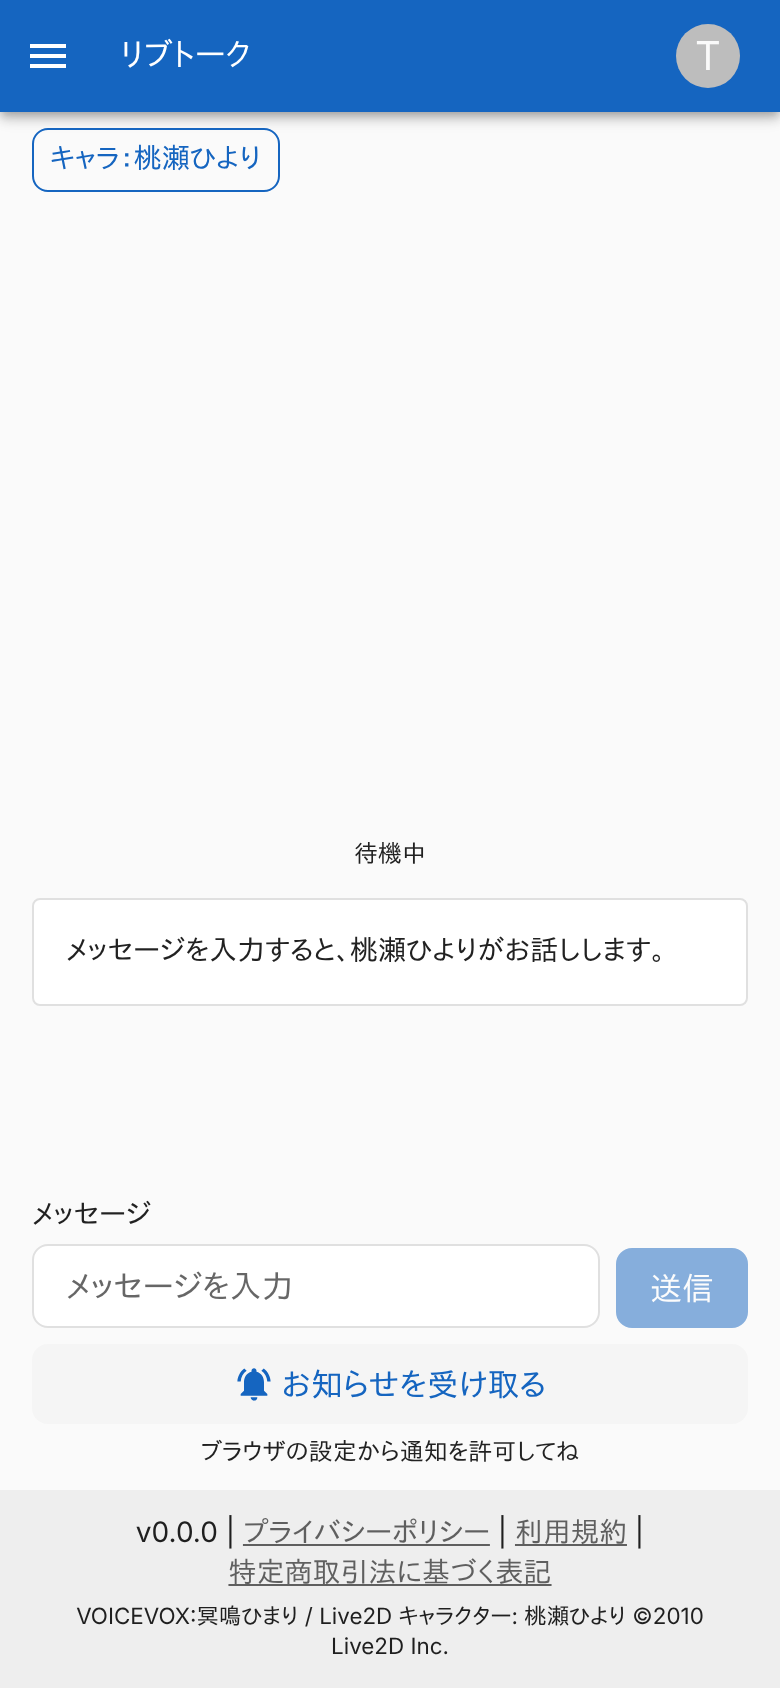 リブトーク
T
キャラ：桃瀬ひより
待機中
メッセージを入力すると、桃瀬ひよりがお話しします。
メッセージ
メッセージを入力
送信
お知らせを受け取る
ブラウザの設定から通知を許可してね
v0.0.0 | プライバシーポリシー | 利用規約 |
特定商取引法に基づく表記
VOICEVOX:冥鳴ひまり / Live2D キャラクター: 桃瀬ひより ©2010
Live2D Inc.